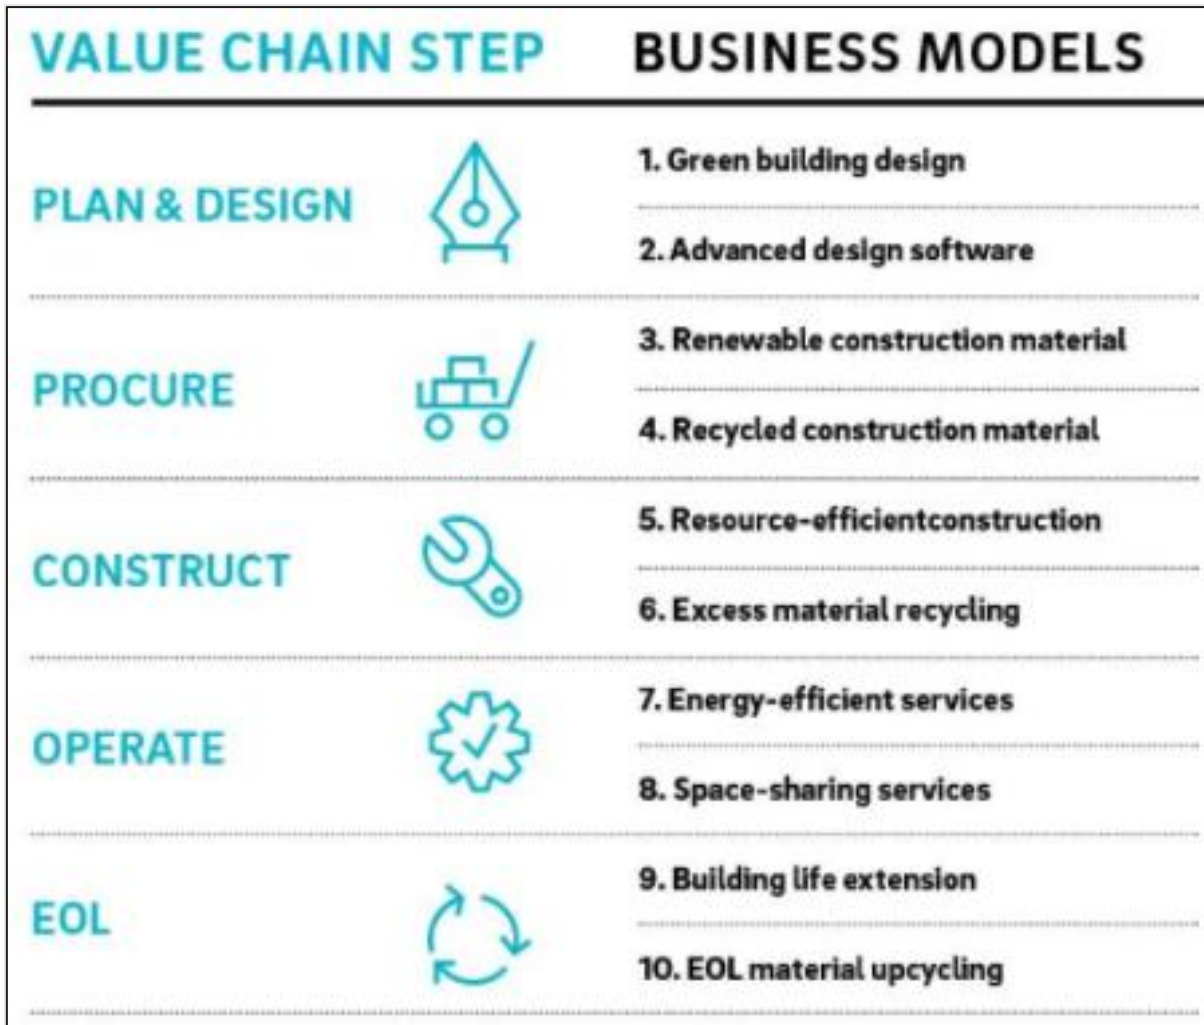 VALUE CHAIN STEP BUSINESS MODELS
PLAN & DESIGN
1. Green building design
2. Advanced design software
PROCURE
3. Renewable construction material
4. Recycled construction material
CONSTRUCT
5. Resource-efficientconstruction
6. Excess material recycling
OPERATE
7. Energy-efficient services
8. Space-sharing services
EOL
9. Building life extension
10. EOL material upcycling